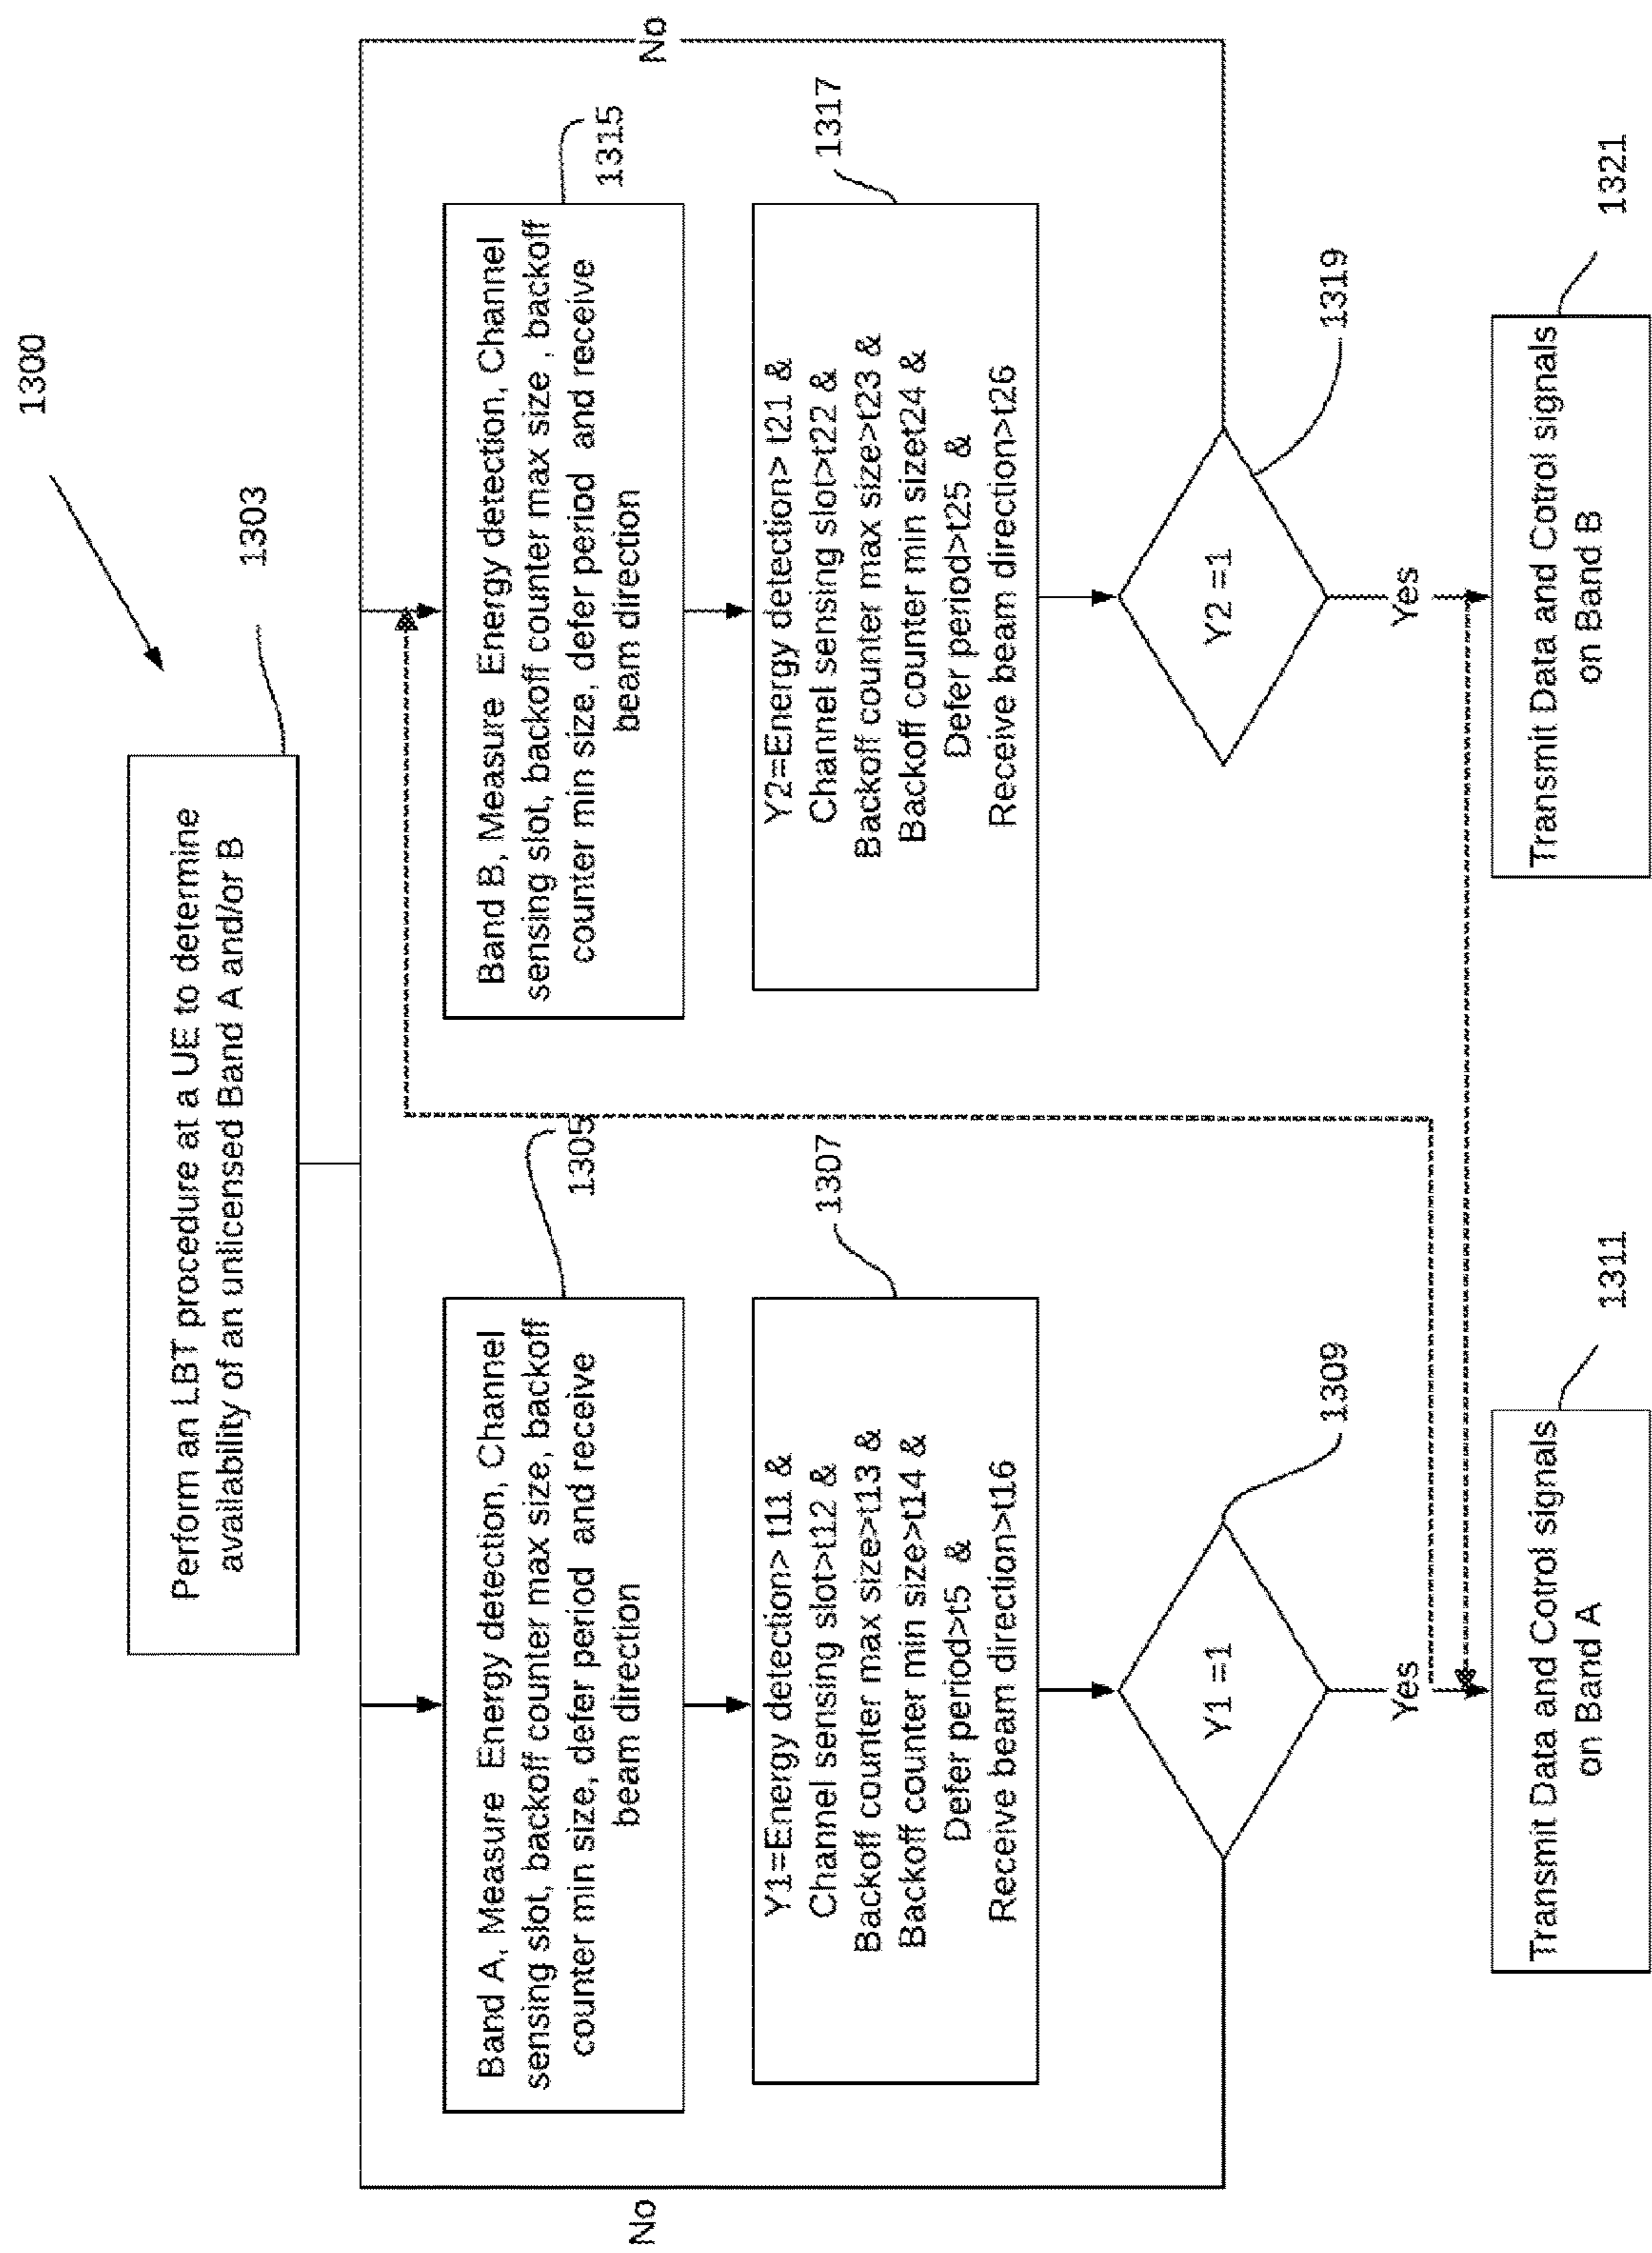 1300
Perform an LBT procedure at a UE to determine
availability of an unlicensed Band A and/or B
1303
No
No
Band A, Measure Energy detection, Channel
sensing slot, backoff counter max size, backoff
counter min size, defer period and receive
beam direction
1305
Band B, Measure Energy detection, Channel
sensing slot, backoff counter max size , backoff
counter min size, defer period and receive
beam direction
1315
Y1=Energy detection> t11 &
Channel sensing slot>t12 &
Backoff counter max size>t13 &
Backoff counter min size>t14 &
Defer period>t5 &
Receive beam direction>t16
1307
Y2=Energy detection> t21 &
Channel sensing slot>t22 &
Backoff counter max size>t23 &
Backoff counter min sizet24 &
Defer period>t25 &
Receive beam direction>t26
1317
Y1 =1
1309
Y2 =1
1319
Yes
Yes
Transmit Data and Control signals
on Band A
1311
Transmit Data and Cotrol signals
on Band B
1321